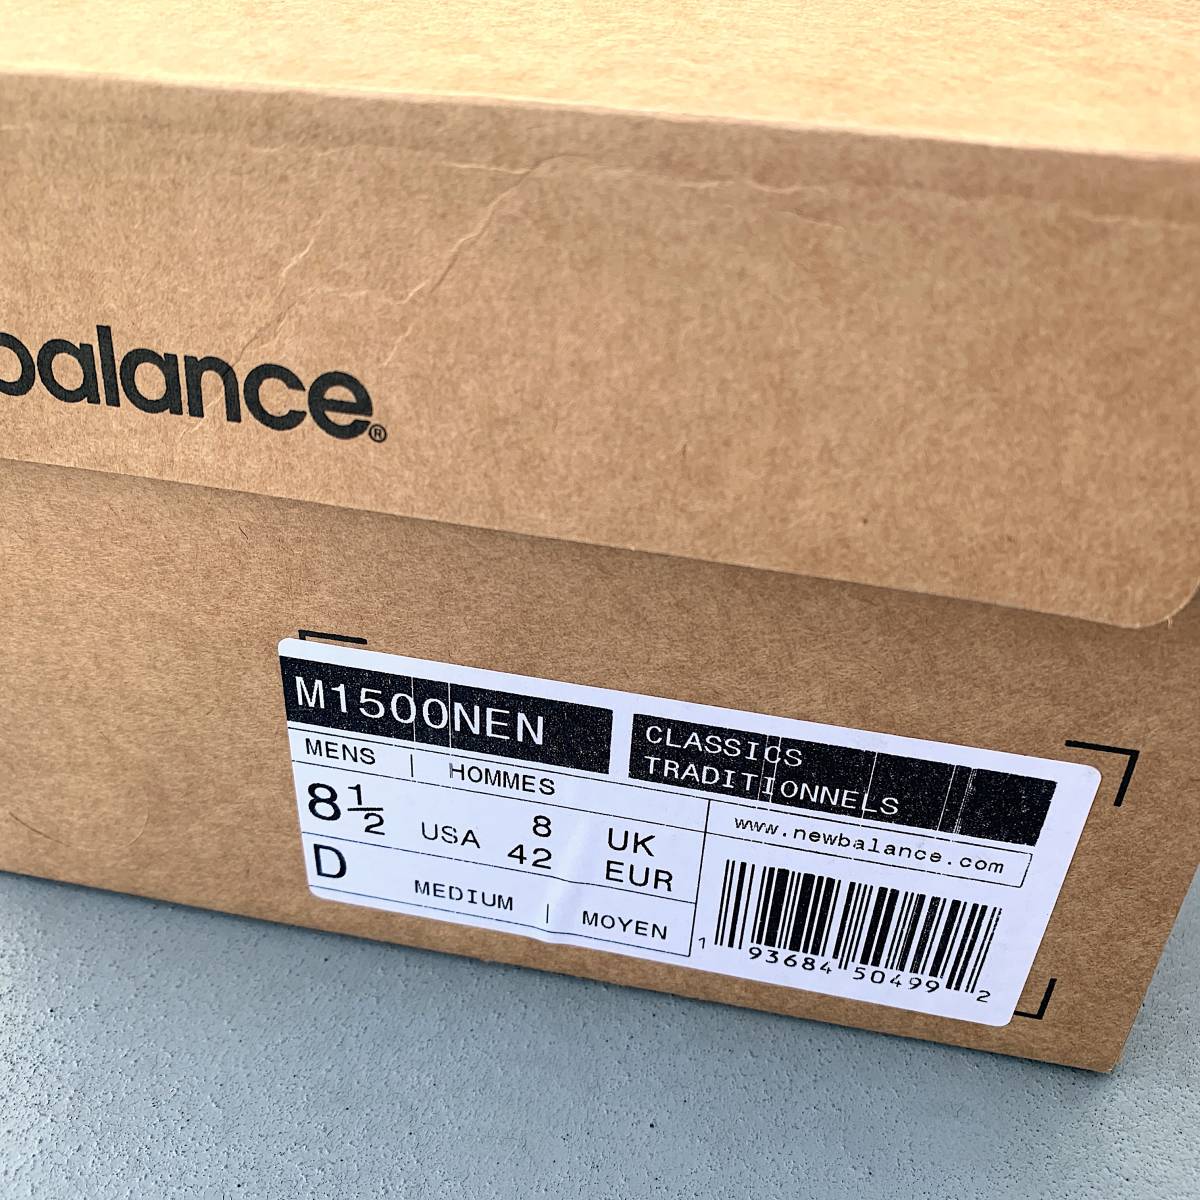 balance®
M1500NEN
CLASSICS
TRADITIONNELS
MENS | HOMMES
8½ USA 8 UK
42 EUR
D MEDIUM | MOYEN
www.newbalance.com
1 93684 50499 2